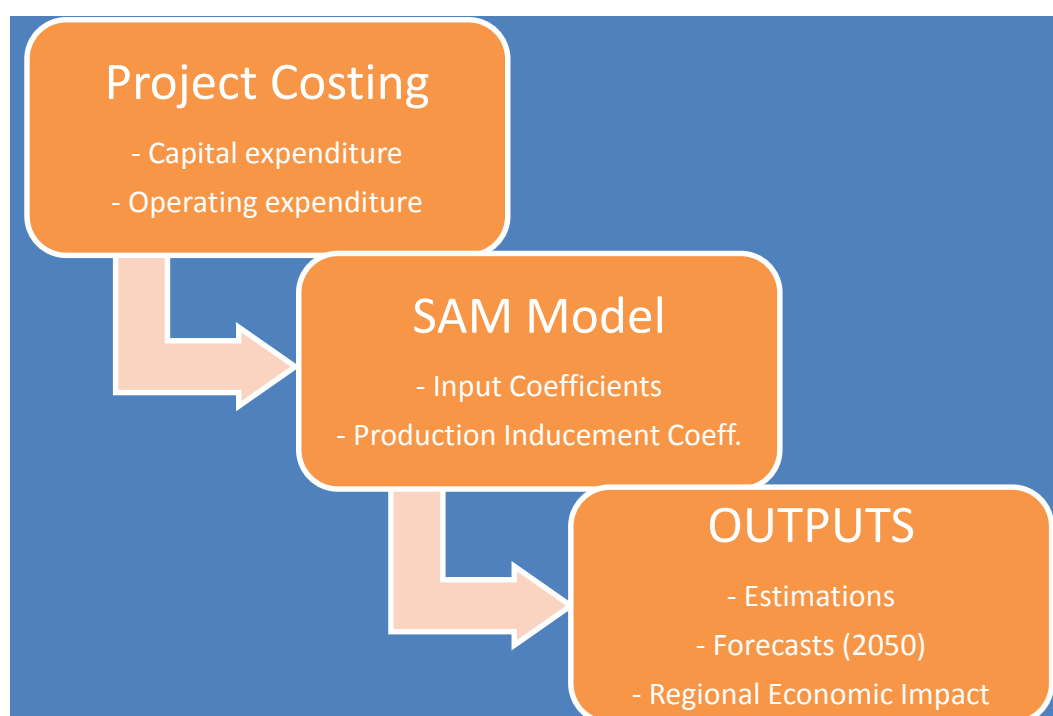 Project Costing
- Capital expenditure
- Operating expenditure
SAM Model
- Input Coefficients
- Production Inducement Coeff.
OUTPUTS
- Estimations
- Forecasts (2050)
- Regional Economic Impact